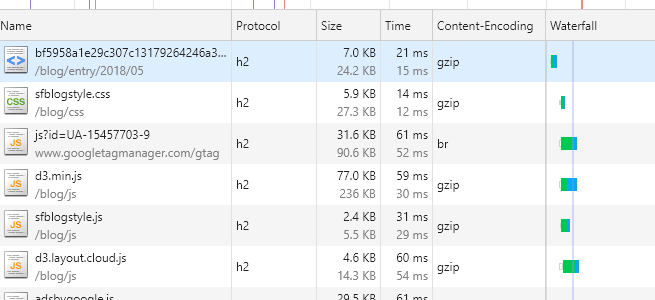 Name Protocol Size Time Content-Encoding Waterfall
bf5958a1e29c307c13179264246a3... 7.0 KB 21 ms
/blog/entry/2018/05 h2 24.2 KB 15 ms gzip
CSS sfblogstyle.css 5.9 KB 14 ms
/blog/css h2 27.3 KB 12 ms gzip
JS js?id=UA-15457703-9 31.6 KB 61 ms
www.googletagmanager.com/gtag h2 90.6 KB 52 ms br
JS d3.min.js 77.0 KB 59 ms
/blog/js h2 236 KB 30 ms gzip
JS sfblogstyle.js 2.4 KB 31 ms
/blog/js h2 5.5 KB 29 ms gzip
JS d3.layout.cloud.js 4.6 KB 60 ms
/blog/js h2 14.3 KB 54 ms gzip
adsbygoogle.js 29.5 KB 61 ms